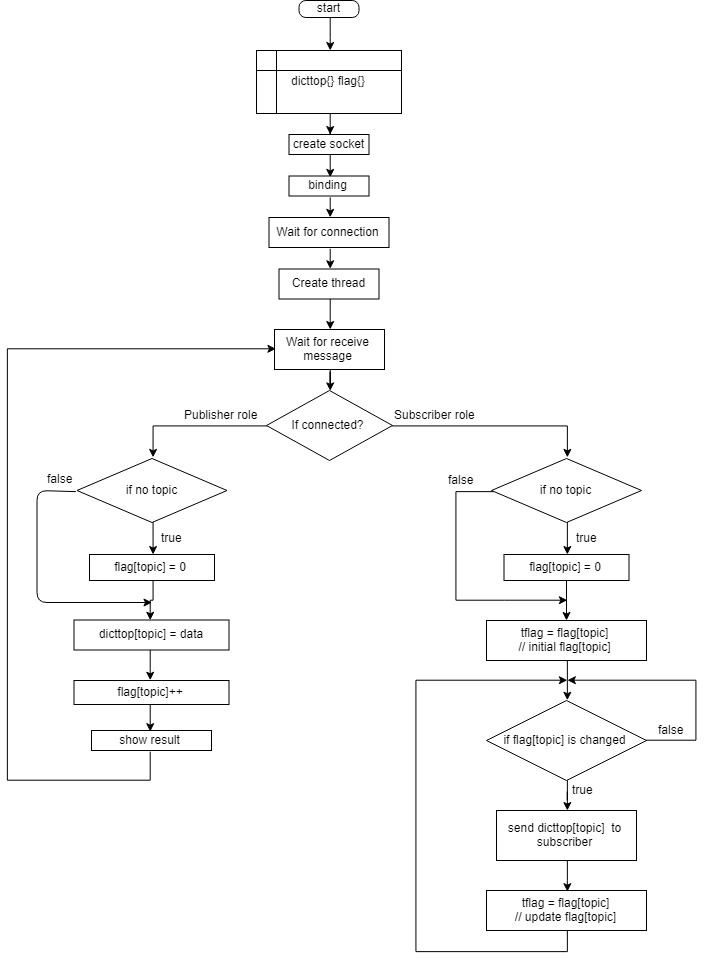 start
dicttop{} flag{}
create socket
binding
Wait for connection
Create thread
Wait for receive
message
If connected?
Publisher role
Subscriber role
if no topic
false
true
flag[topic] = 0
dicttop[topic] = data
flag[topic]++
show result
if no topic
false
true
flag[topic] = 0
tflag = flag[topic]
// initial flag[topic]
if flag[topic] is changed
false
true
send dicttop[topic]  to
subscriber
tflag = flag[topic]
// update flag[topic]